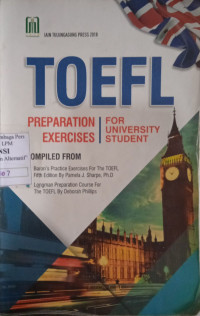 IAIN TULUNGAGUNG PRESS 2018
TOEFL
PREPARATION
EXERCISES
FOR
UNIVERSITY
STUDENT
COMPILED FROM
Barron's Practice Exercises For The TOEFL
Fifth Edition By Pamela J. Sharpe, Ph.D
Longman Preparation Course For
The TOEFL By Deborah Phillips
LPM